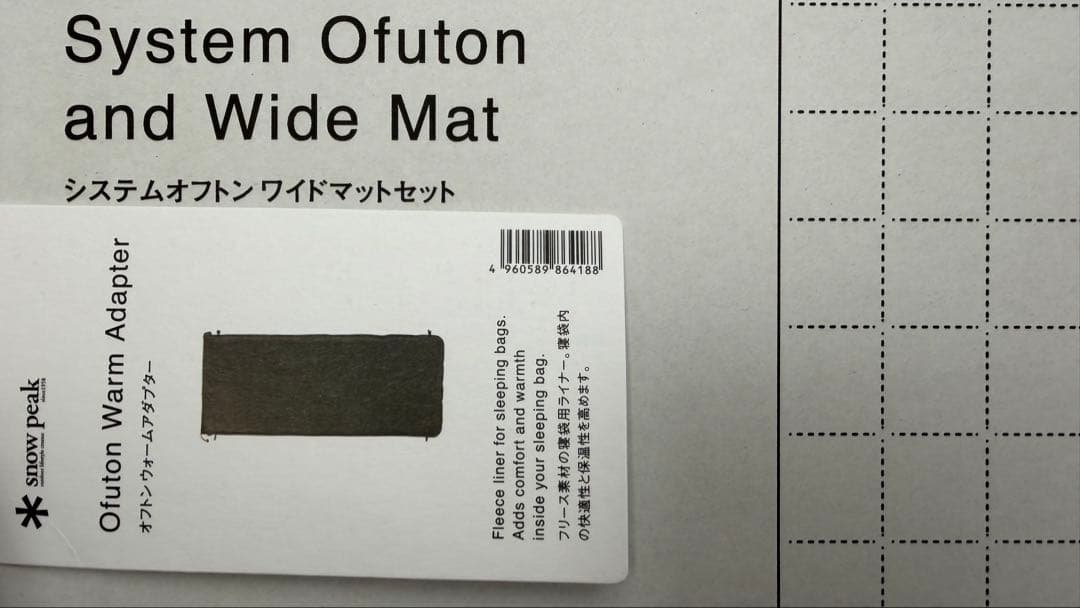 System Ofuton
and Wide Mat
システムオフトン ワイドマットセット
snow peak
Ofuton Warm Adapter
オフトン ウォームアダプター
4 960589 864188
Fleece liner for sleeping bags.
Adds comfort and warmth
inside your sleeping bag.
フリース素材の寝袋用ライナー。寝袋内
の快適性と保温性を高めます。